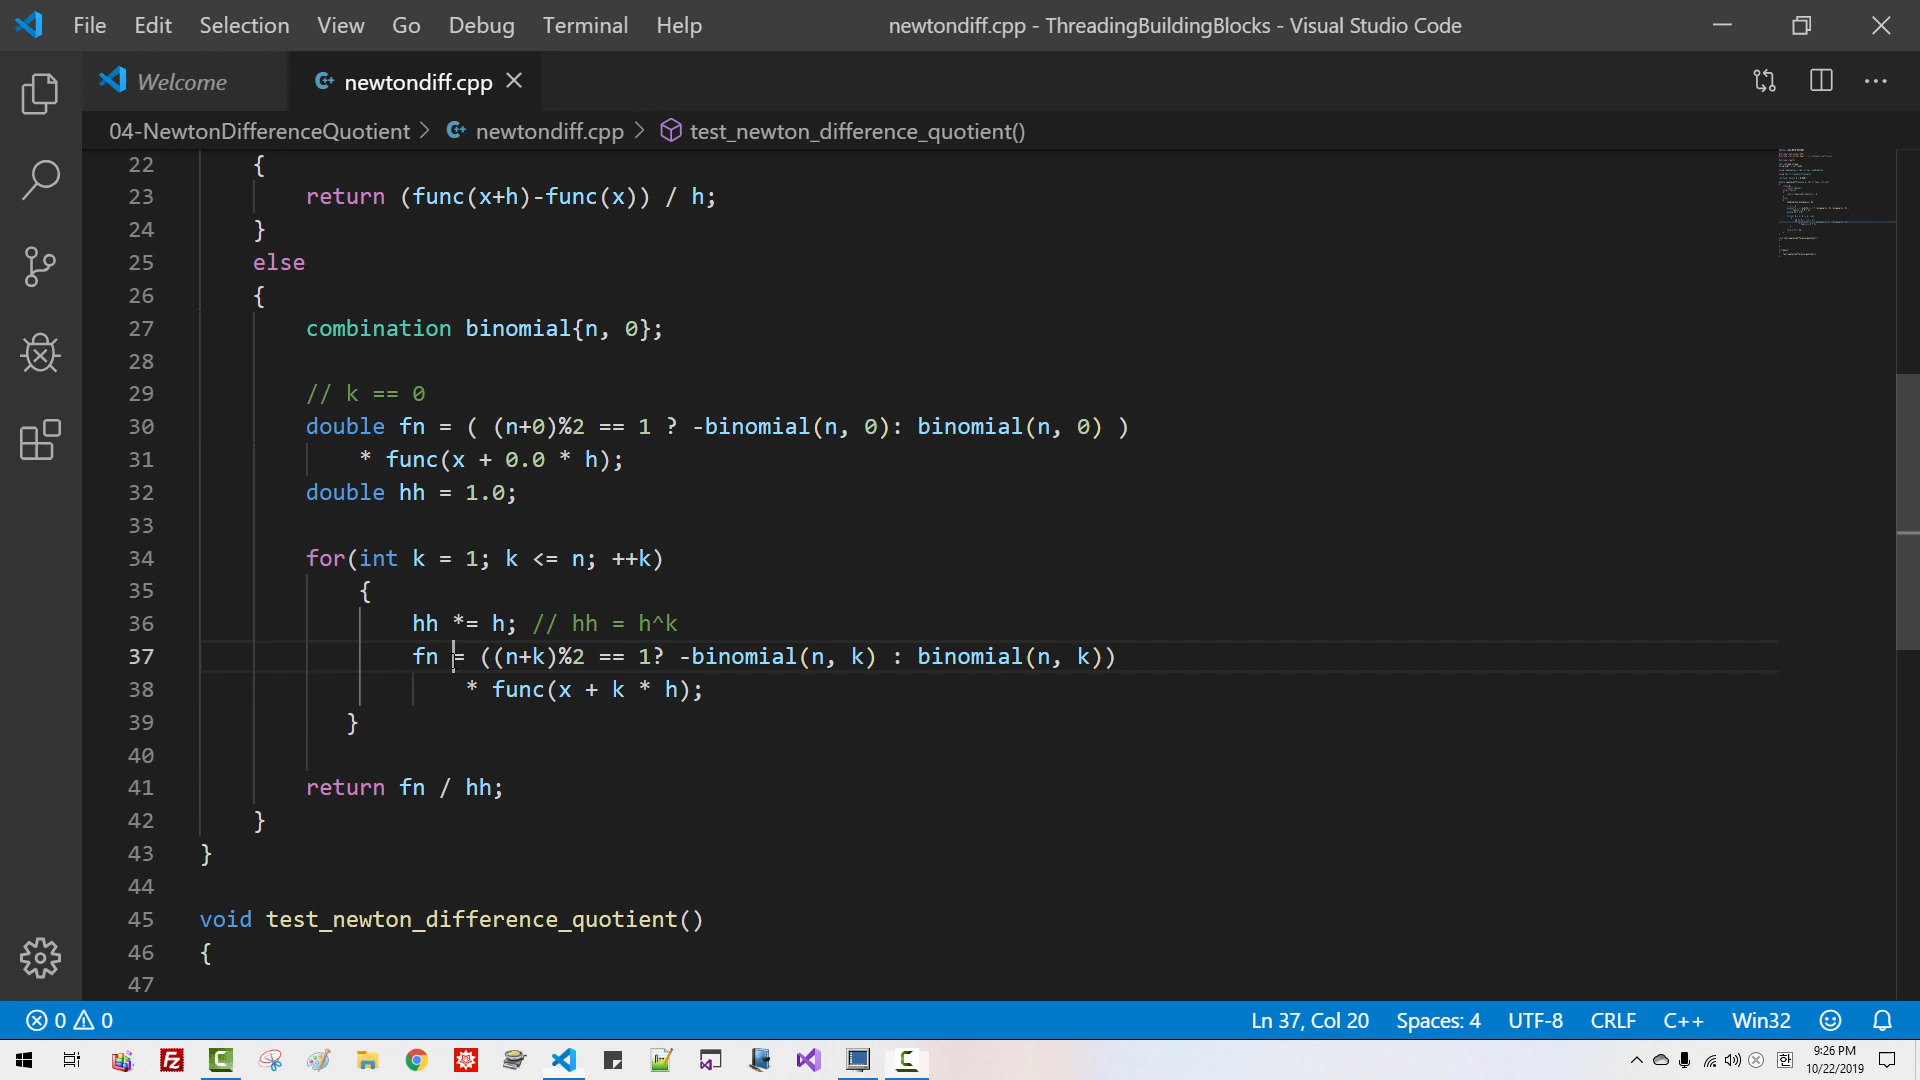 File Edit Selection View Go Debug Terminal Help newtondiff.cpp - ThreadingBuildingBlocks - Visual Studio Code
Welcome newtondiff.cpp
04-NewtonDifferenceQuotient newtondiff.cpp test_newton_difference_quotient()
22 {
23 return (func(x+h)-func(x)) / h;
24 }
25 else
26 {
27 combination binomial{n, 0};
28
29 // k == 0
30 double fn = ( (n+0)%2 == 1 ? -binomial(n, 0): binomial(n, 0) )
31 * func(x + 0.0 * h);
32 double hh = 1.0;
33
34 for(int k = 1; k <= n; ++k)
35 {
36 hh *= h; // hh = h^k
37 fn = ((n+k)%2 == 1? -binomial(n, k) : binomial(n, k))
38 * func(x + k * h);
39 }
40
41 return fn / hh;
42 }
43 }
44
45 void test_newton_difference_quotient()
46 {
47
0 0 Ln 37, Col 20 Spaces: 4 UTF-8 CRLF C++ Win32
한 9:26 PM
10/22/2019